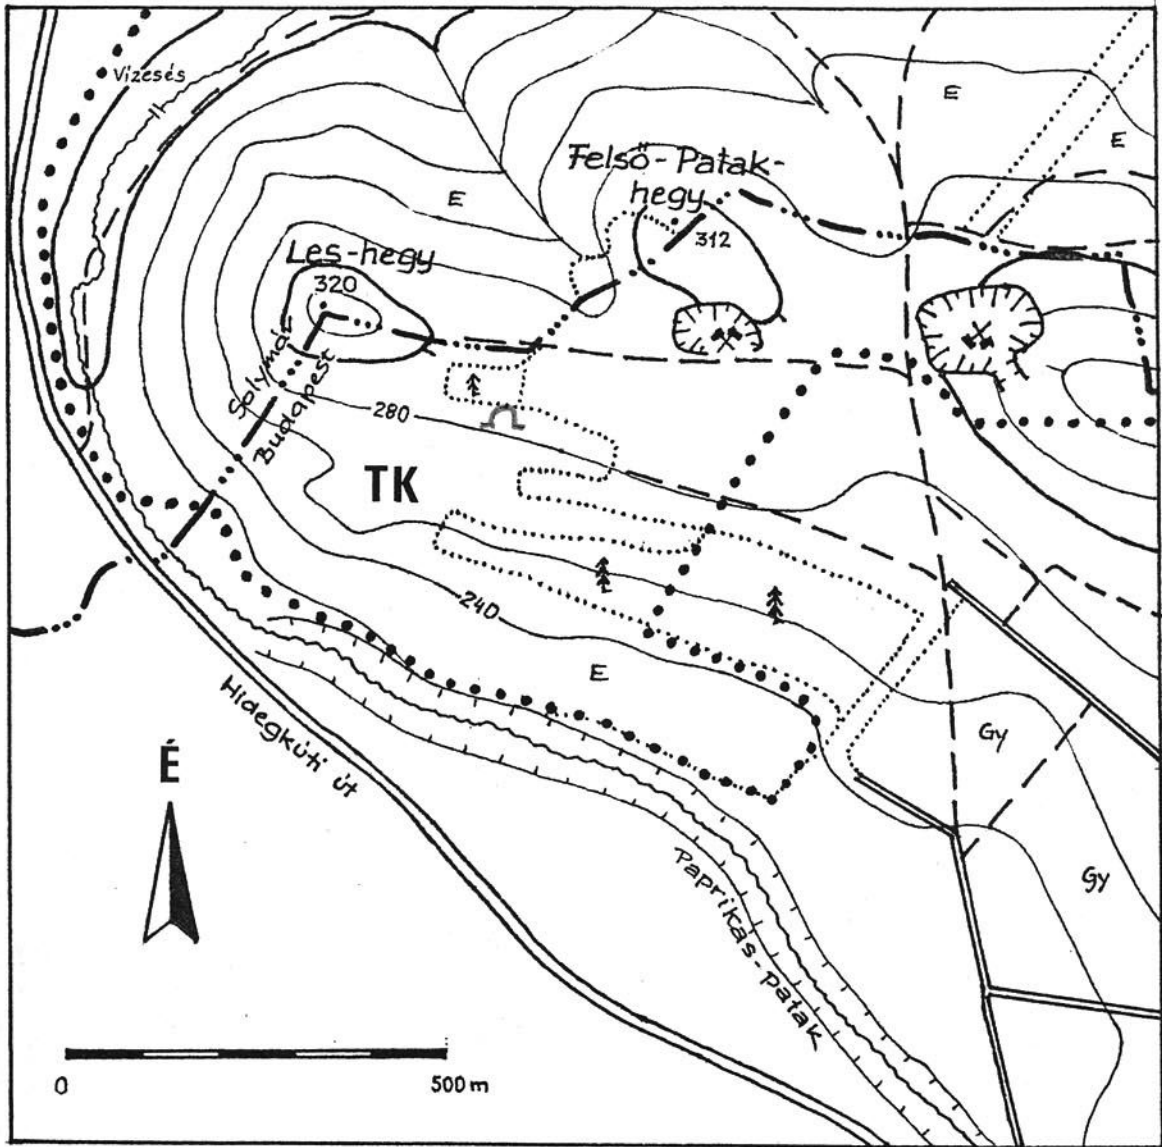 Vízesés
E
E
Felső-Patak-
hegy
312
E
Les-hegy
320
Solymár
Budapest
280
TK
240
E
Gy
Gy
Hidegkúti út
Paprikás-patak
É
0
500 m